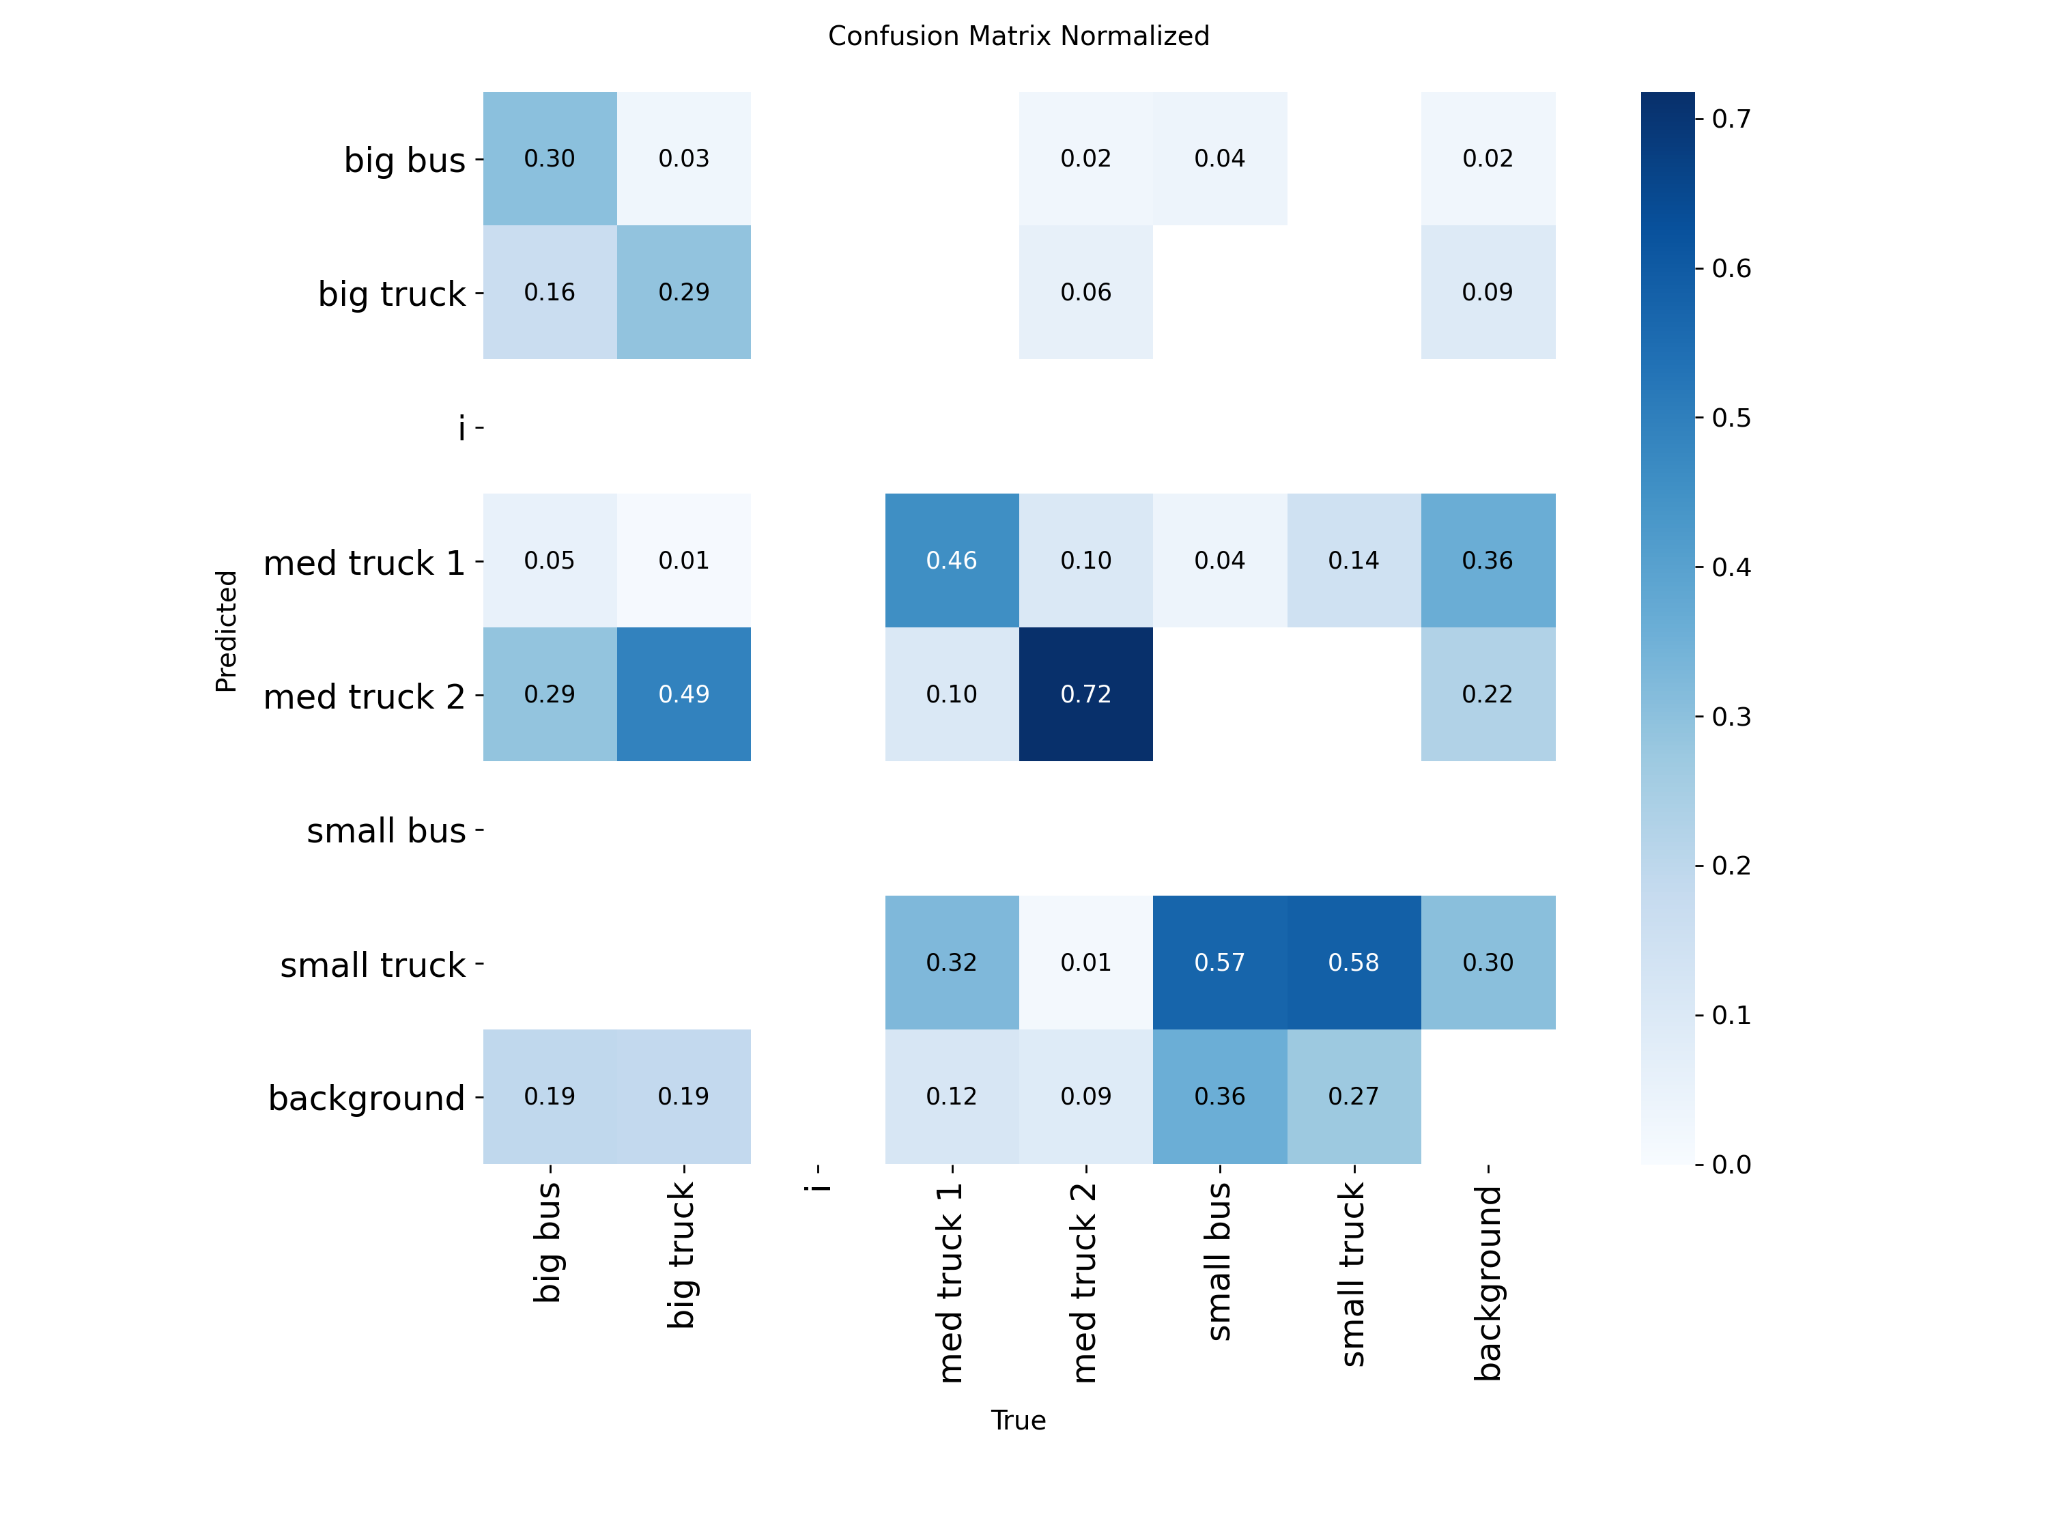 Confusion Matrix Normalized
big bus 0.30 0.03 0.02 0.04 0.02
big truck 0.16 0.29 0.06 0.09
i
med truck 1 0.05 0.01 0.46 0.10 0.04 0.14 0.36
med truck 2 0.29 0.49 0.10 0.72 0.22
small bus
small truck 0.32 0.01 0.57 0.58 0.30
background 0.19 0.19 0.12 0.09 0.36 0.27
Predicted
big bus
big truck
i
med truck 1
med truck 2
small bus
small truck
background
True
0.7
0.6
0.5
0.4
0.3
0.2
0.1
0.0